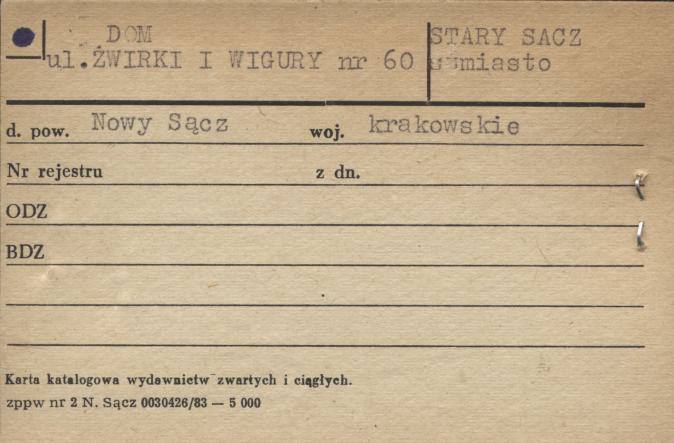 DOM
ul.ŻWIRKI I WIGURY nr 60
STARY SACZ
miasto
d. pow. Nowy Sącz woj. krakowskie
Nr rejestru z dn.
ODZ
BDZ
Karta katalogowa wydawnictw zwartych i ciągłych.
zppw nr 2 N. Sącz 0030426/83 — 5 000